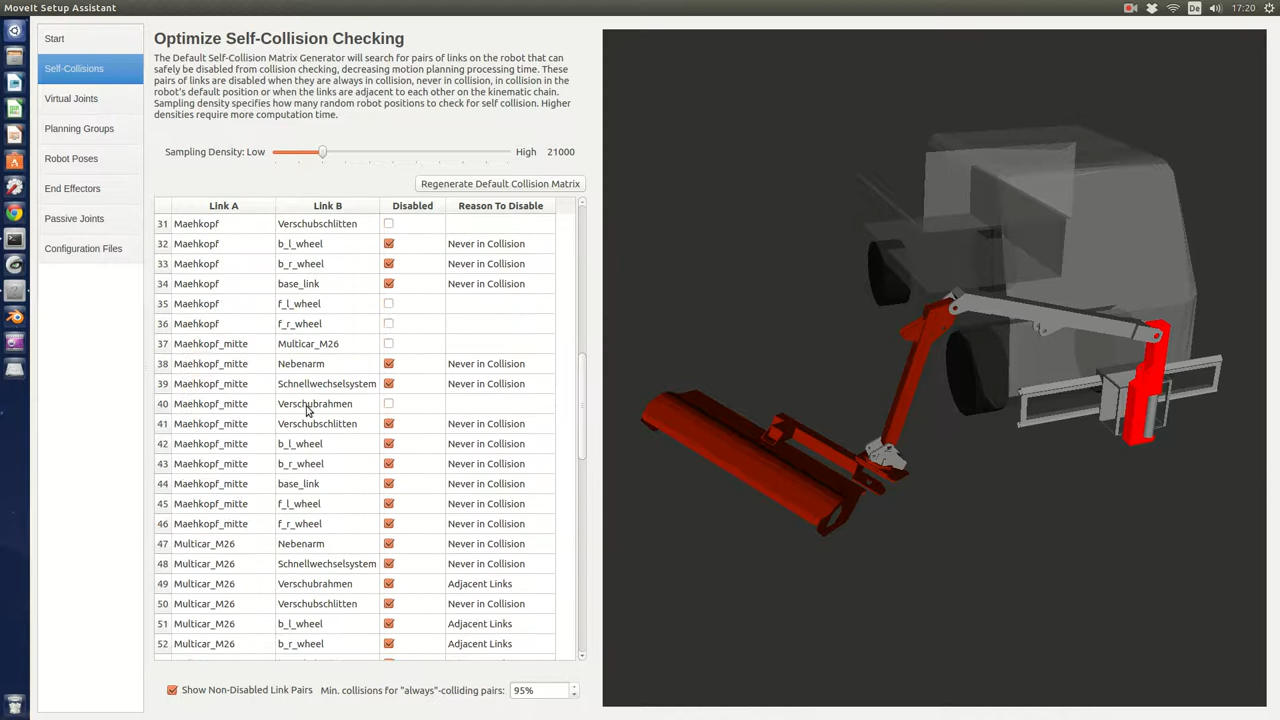 MoveIt Setup Assistant
De
17:20
Start
Self-Collisions
Virtual Joints
Planning Groups
Robot Poses
End Effectors
Passive Joints
Configuration Files
Optimize Self-Collision Checking
The Default Self-Collision Matrix Generator will search for pairs of links on the robot that can
safely be disabled from collision checking, decreasing motion planning processing time. These
pairs of links are disabled when they are always in collision, never in collision, in collision in the
robot's default position or when the links are adjacent to each other on the kinematic chain.
Sampling density specifies how many random robot positions to check for self collision. Higher
densities require more computation time.
Sampling Density: Low High 21000
Regenerate Default Collision Matrix
Link A Link B Disabled Reason To Disable
31 Maehkopf Verschubschlitten
32 Maehkopf b_l_wheel Never in Collision
33 Maehkopf b_r_wheel Never in Collision
34 Maehkopf base_link Never in Collision
35 Maehkopf f_l_wheel
36 Maehkopf f_r_wheel
37 Maehkopf_mitte Multicar_M26
38 Maehkopf_mitte Nebenarm Never in Collision
39 Maehkopf_mitte Schnellwechselsystem Never in Collision
40 Maehkopf_mitte Verschubrahmen
41 Maehkopf_mitte Verschubschlitten Never in Collision
42 Maehkopf_mitte b_l_wheel Never in Collision
43 Maehkopf_mitte b_r_wheel Never in Collision
44 Maehkopf_mitte base_link Never in Collision
45 Maehkopf_mitte f_l_wheel Never in Collision
46 Maehkopf_mitte f_r_wheel Never in Collision
47 Multicar_M26 Nebenarm Never in Collision
48 Multicar_M26 Schnellwechselsystem Never in Collision
49 Multicar_M26 Verschubrahmen Adjacent Links
50 Multicar_M26 Verschubschlitten Never in Collision
51 Multicar_M26 b_l_wheel Adjacent Links
52 Multicar_M26 b_r_wheel Adjacent Links
Show Non-Disabled Link Pairs Min. collisions for "always"-colliding pairs: 95%